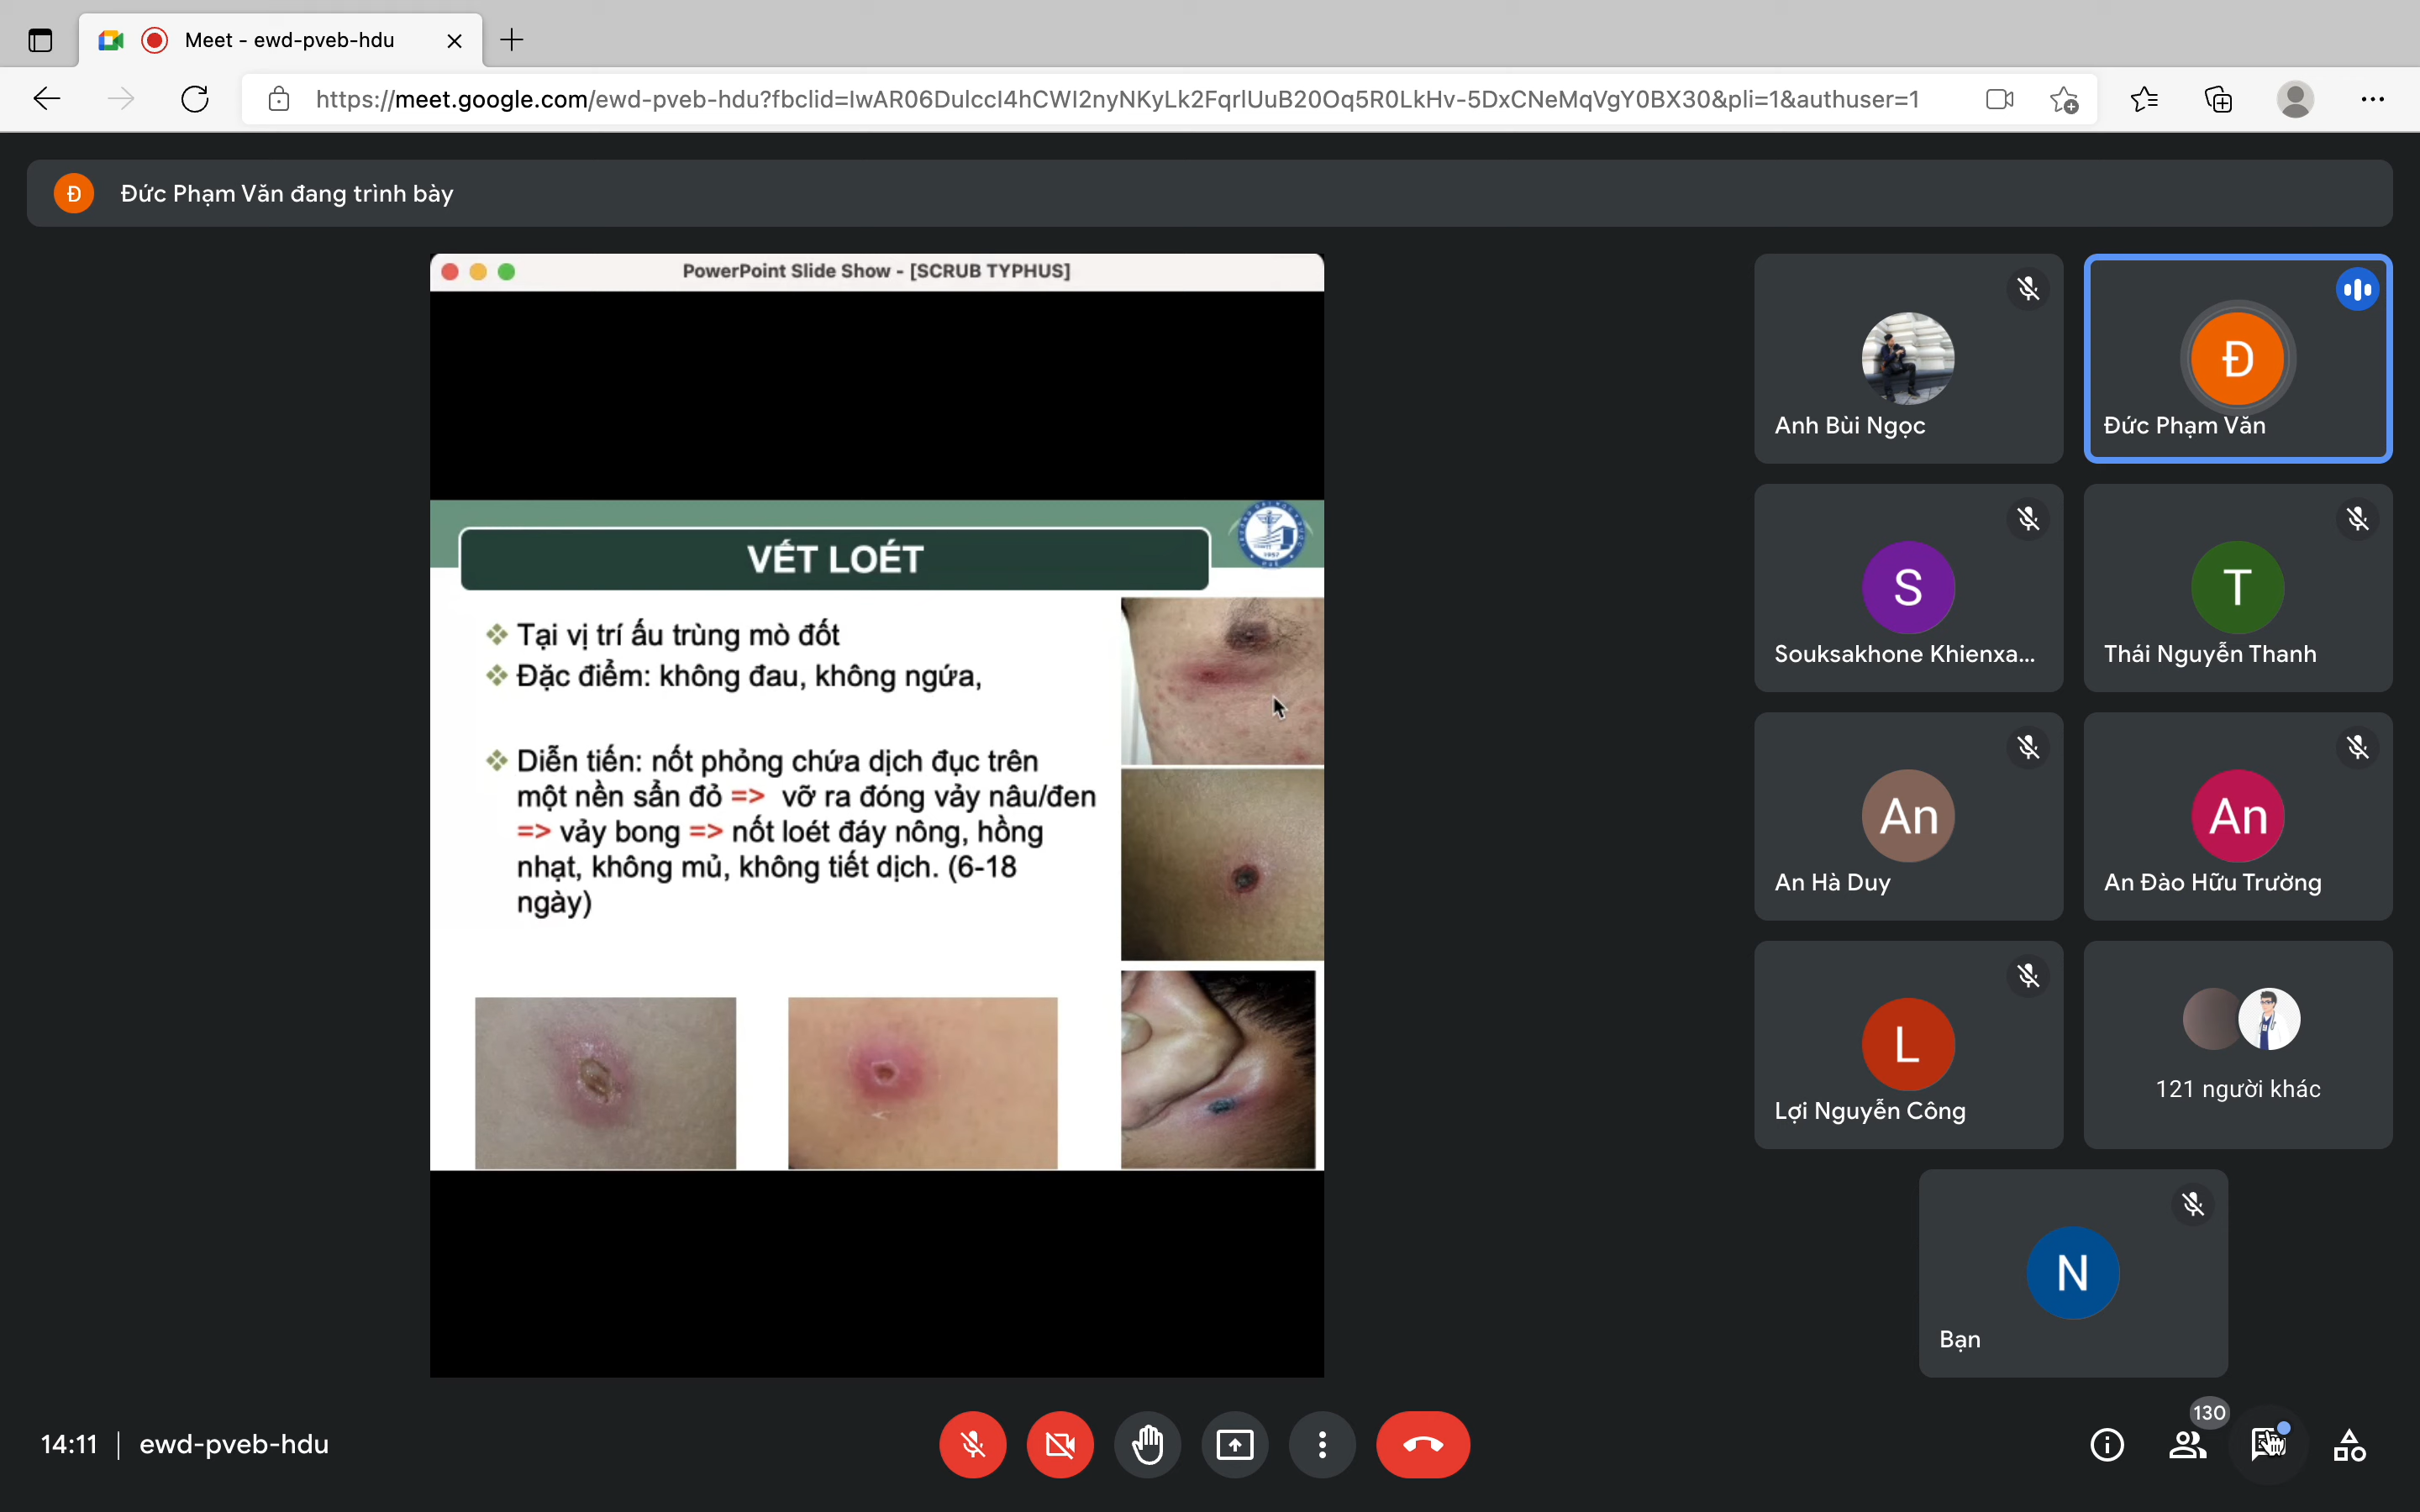 Meet - ewd-pveb-hdu
https://meet.google.com/ewd-pveb-hdu?fbclid=IwAR06DulccI4hCWI2nyNKyLk2FqrlUuB20Oq5R0LkHv-5DxCNeMqVgY0BX30&pli=1&authuser=1
Đ
Đức Phạm Văn đang trình bày
PowerPoint Slide Show - [SCRUB TYPHUS]
VẾT LOÉT
1957
HUẾ
Tại vị trí ấu trùng mò đốt
Đặc điểm: không đau, không ngứa,
Diễn tiến: nốt phỏng chứa dịch đục trên
một nền sẩn đỏ => vỡ ra đóng vảy nâu/đen
=> vảy bong => nốt loét đáy nông, hồng
nhạt, không mủ, không tiết dịch. (6-18
ngày)
Anh Bùi Ngọc
Đ
Đức Phạm Văn
S
Souksakhone Khienxa...
T
Thái Nguyễn Thanh
An
An Hà Duy
An
An Đào Hữu Trường
L
Lợi Nguyễn Công
121 người khác
N
Bạn
14:11
ewd-pveb-hdu
130